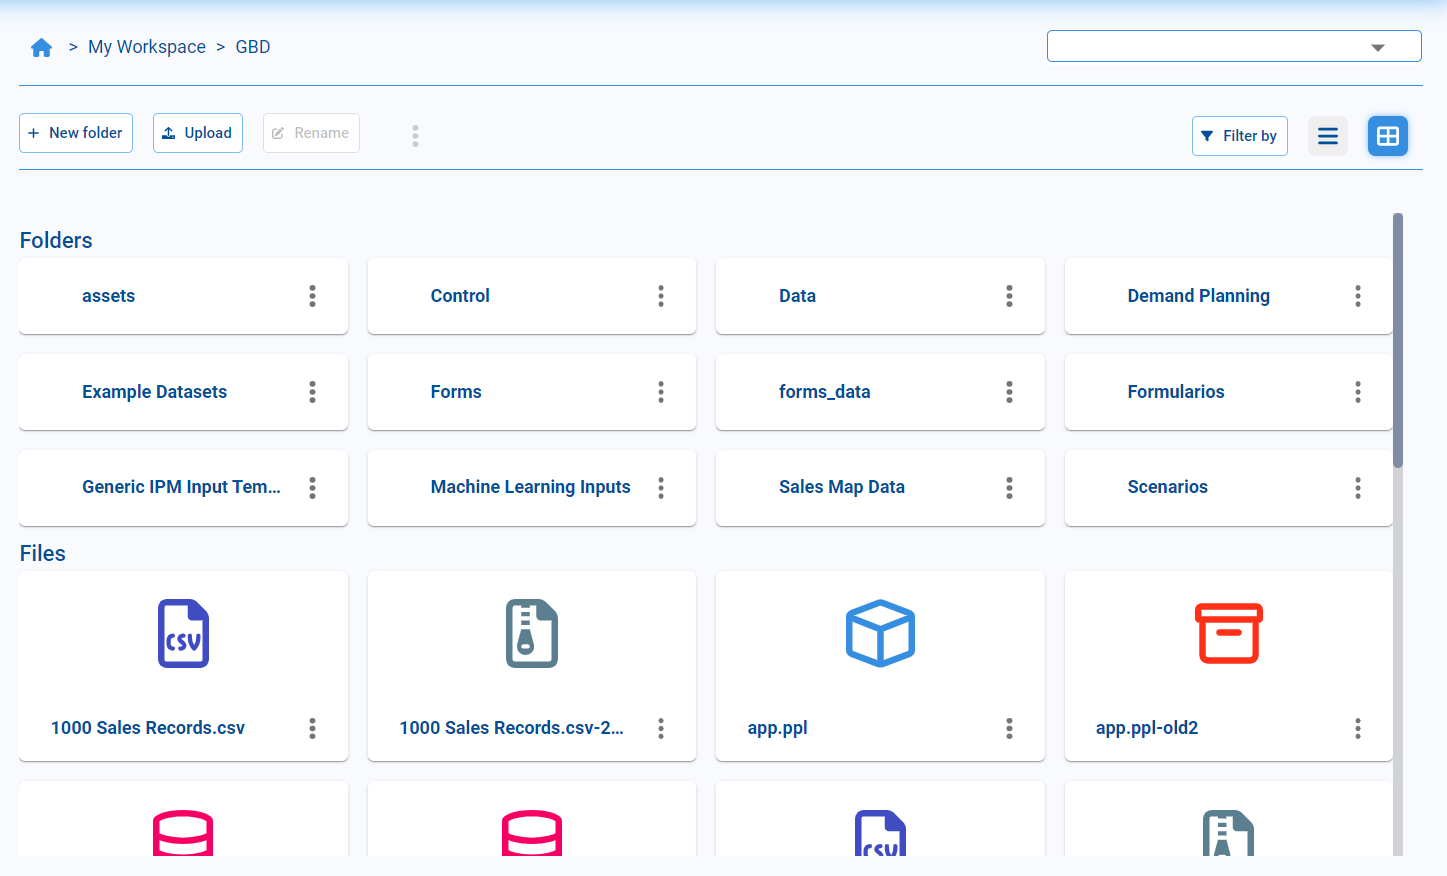 > My Workspace > GBD
+ New folder Upload Rename Filter by
Folders
assets Control Data Demand Planning
Example Datasets Forms forms_data Formularios
Generic IPM Input Tem... Machine Learning Inputs Sales Map Data Scenarios
Files
CSV
1000 Sales Records.csv 1000 Sales Records.csv-2... app.ppl app.ppl-old2
CSV